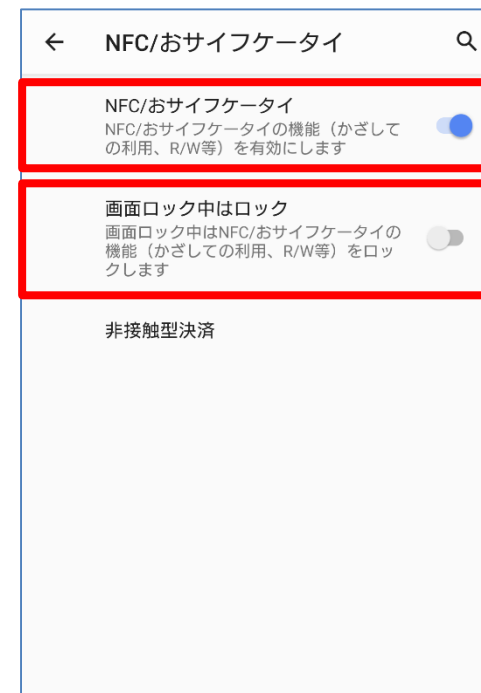 NFC/おサイフケータイ
NFC/おサイフケータイ
NFC/おサイフケータイの機能（かざして
の利用、R/W等）を有効にします
画面ロック中はロック
画面ロック中はNFC/おサイフケータイの
機能（かざしての利用、R/W等）をロッ
クします
非接触型決済